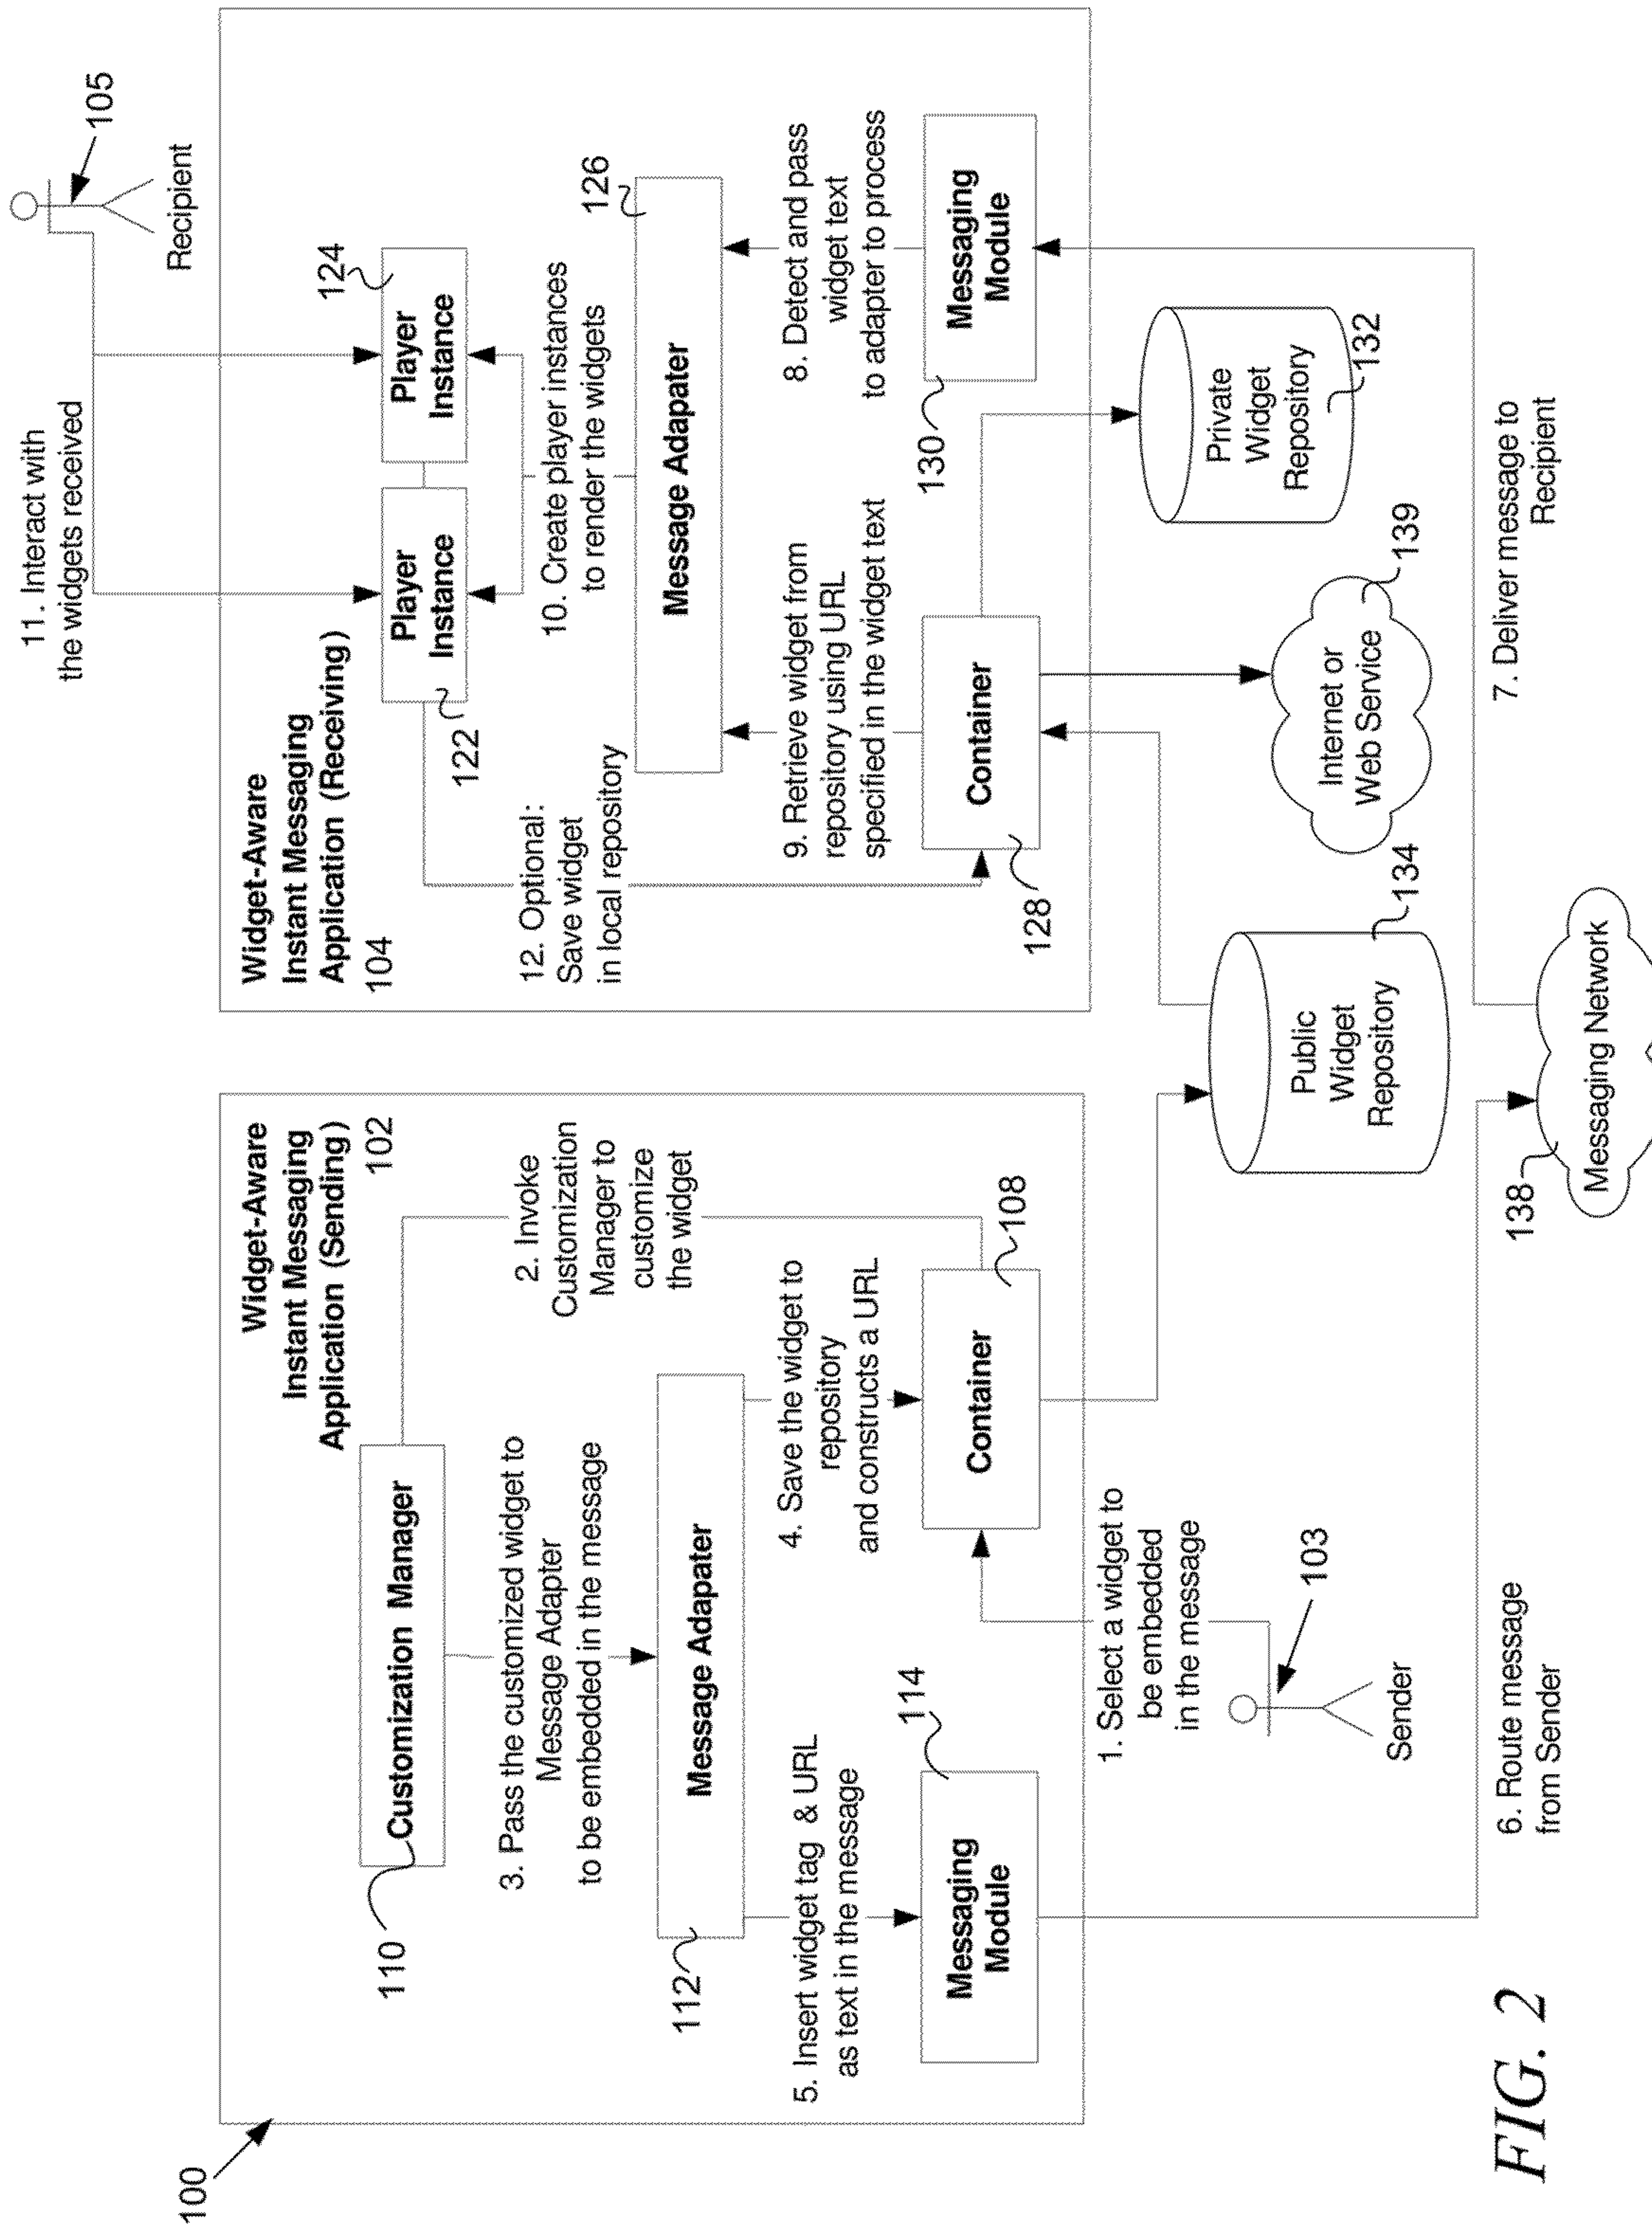 100
Widget-Aware
Instant Messaging
Application (Sending)
102
110
Customization Manager
2. Invoke
Customization
Manager to
customize
the widget
3. Pass the customized widget to
Message Adapter
to be embedded in the message
112
Message Adapater
5. Insert widget tag & URL
as text in the message
4. Save the widget to
repository
and constructs a URL
114
Messaging
Module
Container
108
1. Select a widget to
be embedded
in the message
103
Sender
6. Route message
from Sender
11. Interact with
the widgets received
105
Recipient
Widget-Aware
Instant Messaging
Application (Receiving)
104
122
Player
Instance
124
Player
Instance
12. Optional:
Save widget
in local repository
10. Create player instances
to render the widgets
126
Message Adapater
9. Retrieve widget from
repository using URL
specified in the widget text
8. Detect and pass
widget text
to adapter to process
128
Container
130
Messaging
Module
Public
Widget
Repository
134
Internet or
Web Service
139
Private
Widget
Repository
132
7. Deliver message to
Recipient
138
Messaging Network
FIG. 2